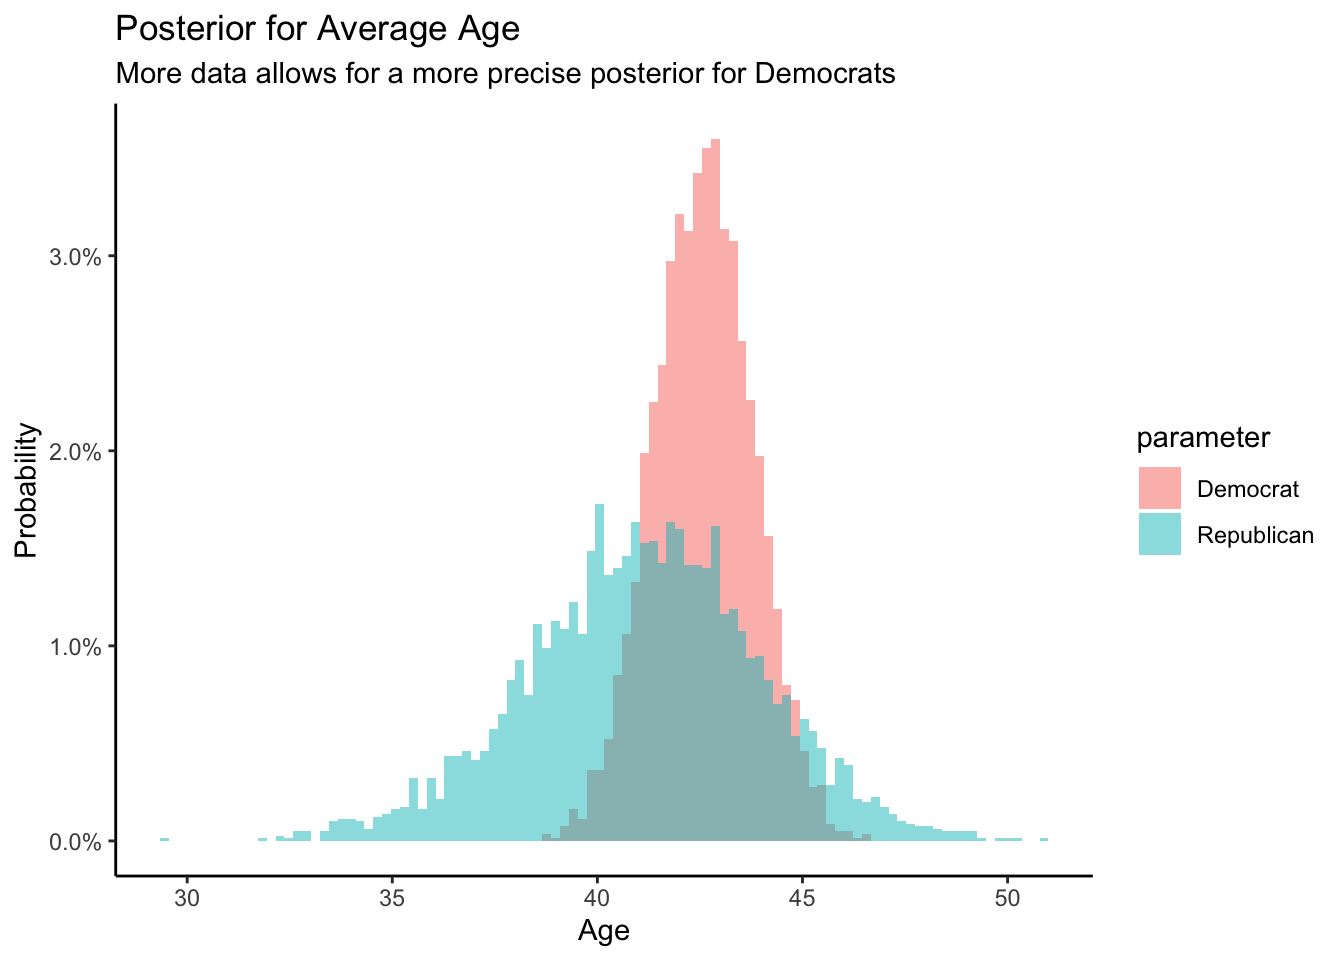 Posterior for Average Age
More data allows for a more precise posterior for Democrats
Probability
3.0%
2.0%
1.0%
0.0%
30 35 40 45 50
Age
parameter
Democrat
Republican